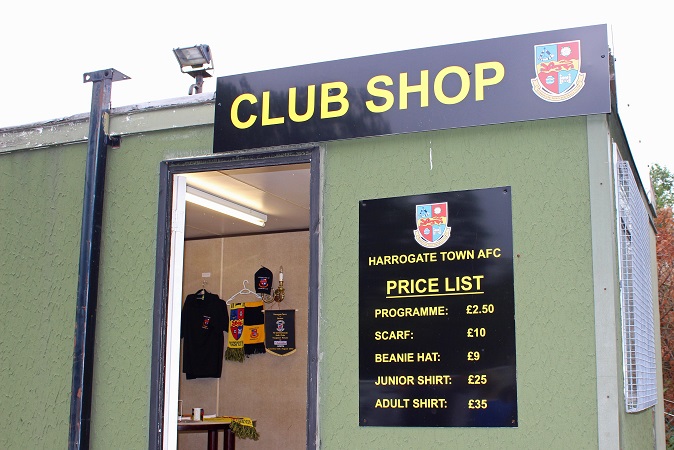 CLUB SHOP
HARROGATE TOWN AFC
PRICE LIST
PROGRAMME: £2.50
SCARF: £10
BEANIE HAT: £9
JUNIOR SHIRT: £25
ADULT SHIRT: £35